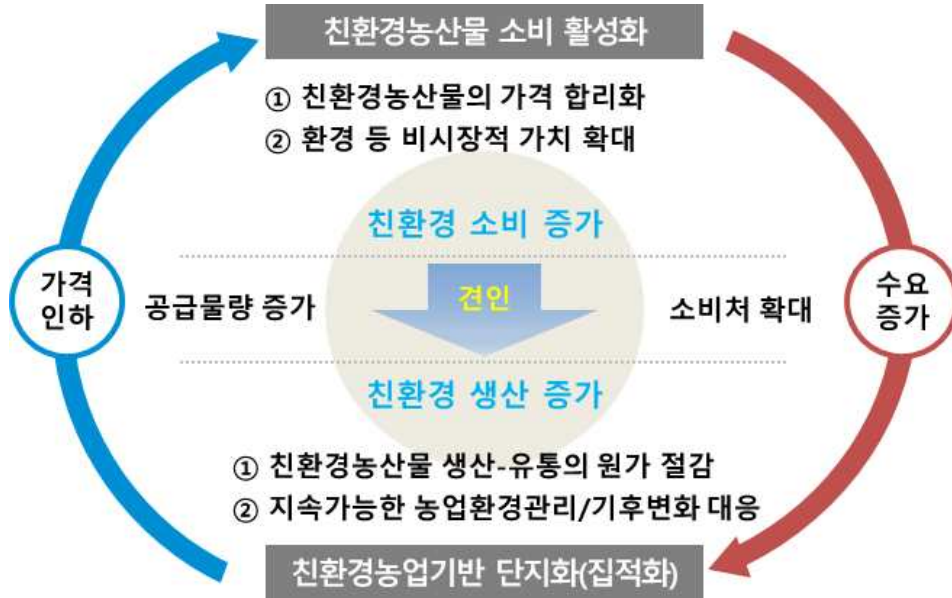 친환경농산물 소비 활성화
① 친환경농산물의 가격 합리화
② 환경 등 비시장적 가치 확대
친환경 소비 증가
가격
인하
공급물량 증가
견인
소비처 확대
수요
증가
친환경 생산 증가
① 친환경농산물 생산-유통의 원가 절감
② 지속가능한 농업환경관리/기후변화 대응
친환경농업기반 단지화(집적화)